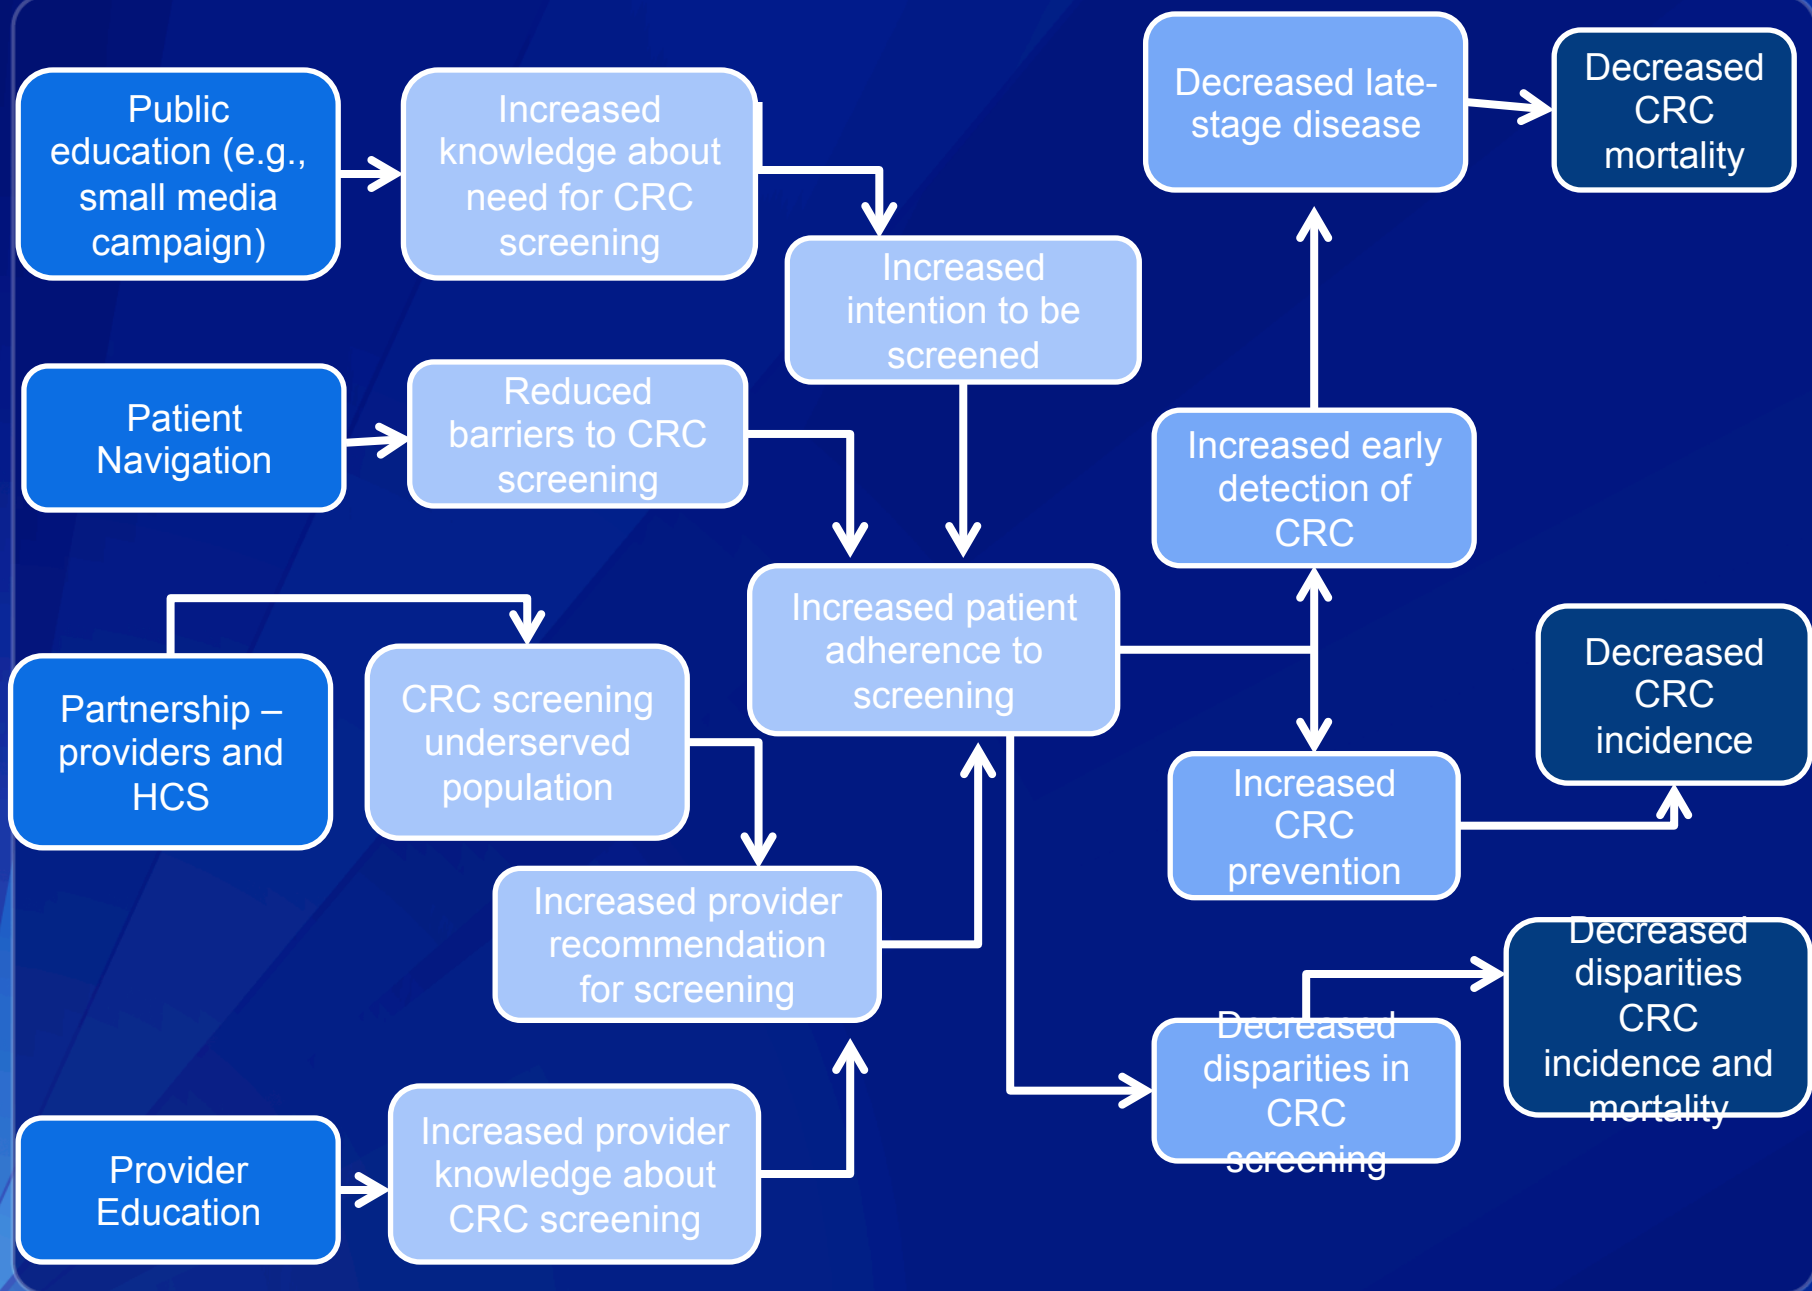 Public
education (e.g.,
small media
campaign)
Increased
knowledge about
need for CRC
screening
Increased
intention to be
screened
Decreased late-
stage disease
Decreased
CRC
mortality
Patient
Navigation
Reduced
barriers to CRC
screening
Increased early
detection of
CRC
Partnership –
providers and
HCS
CRC screening
underserved
population
Increased patient
adherence to
screening
Decreased
CRC
incidence
Increased
CRC
prevention
Increased provider
recommendation
for screening
Decreased
disparities
CRC
incidence and
mortality
Decreased
disparities in
CRC
screening
Provider
Education
Increased provider
knowledge about
CRC screening